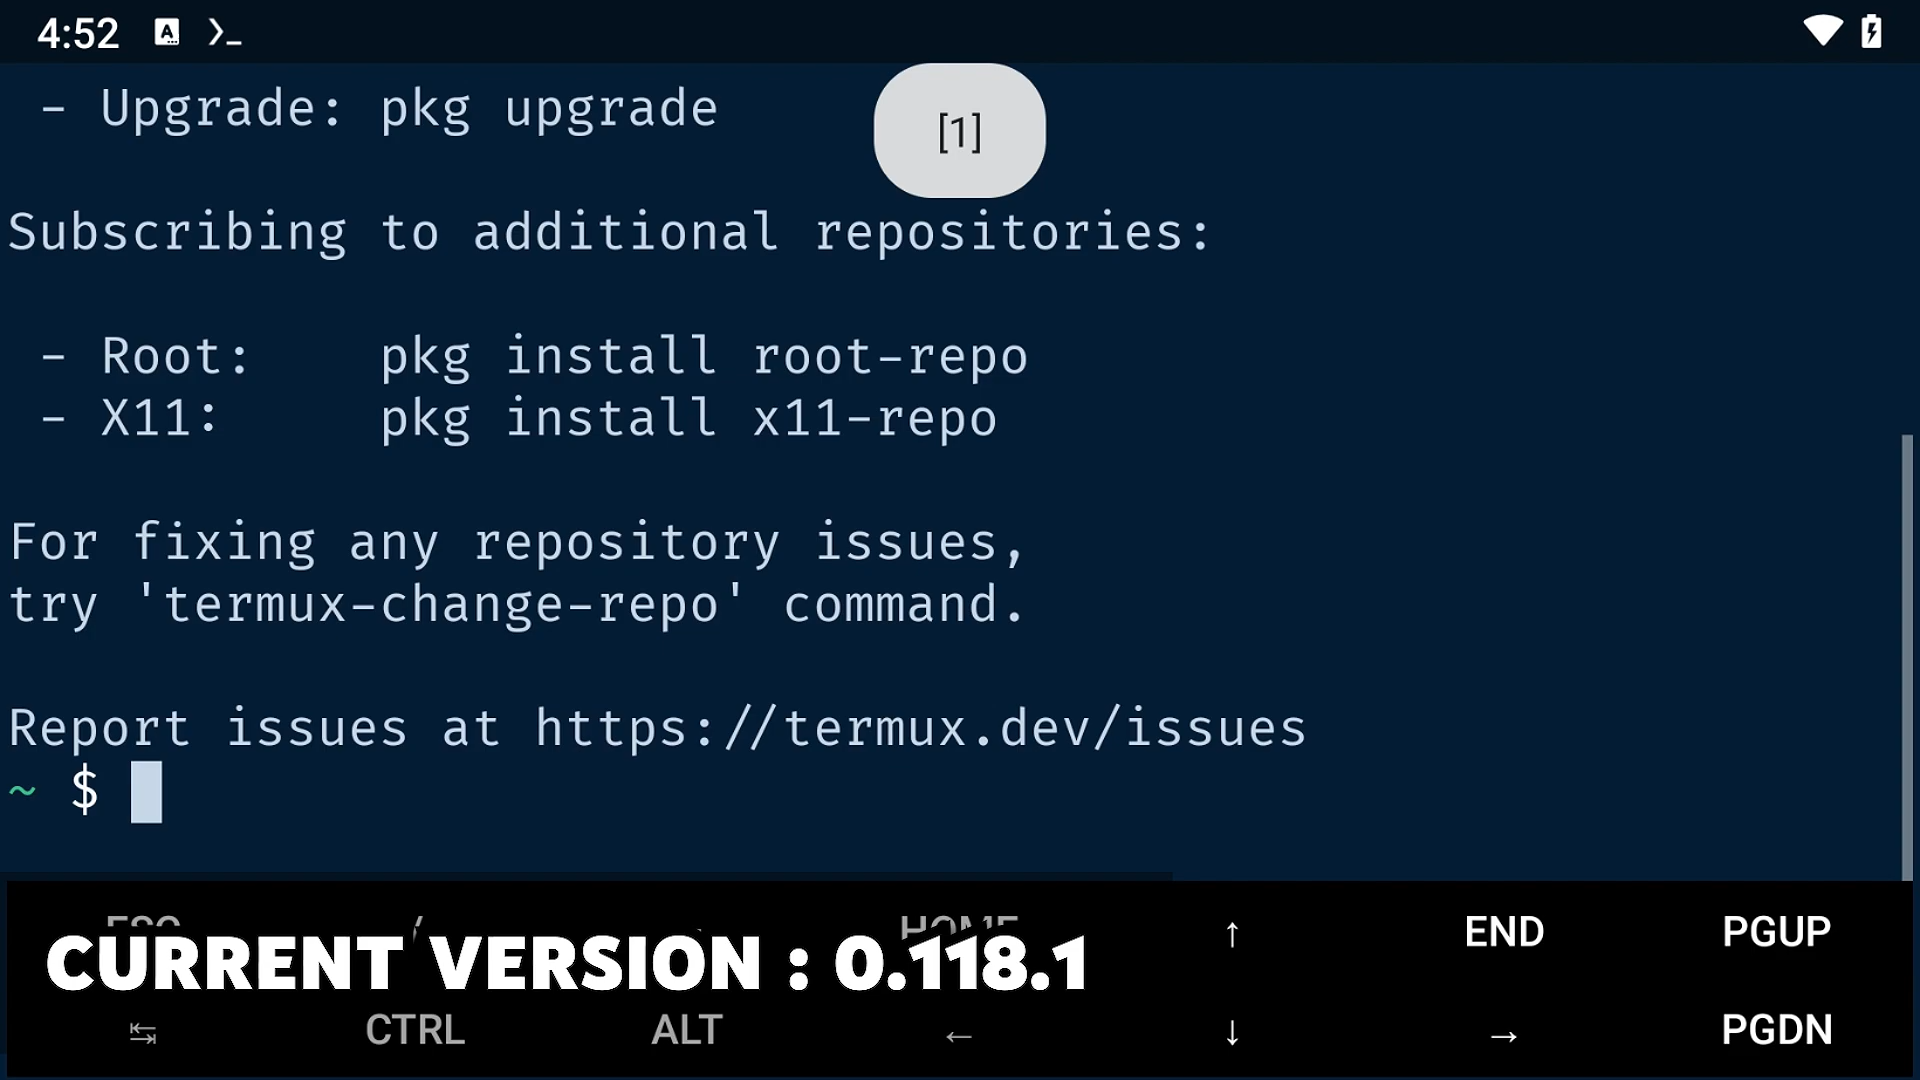 4:52
- Upgrade: pkg upgrade
[1]
Subscribing to additional repositories:
- Root: pkg install root-repo
- X11: pkg install x11-repo
For fixing any repository issues,
try 'termux-change-repo' command.
Report issues at https://termux.dev/issues
~ $
ESC / HOME ↑ END PGUP
CURRENT VERSION : 0.118.1
↹ CTRL ALT ← ↓ → PGDN